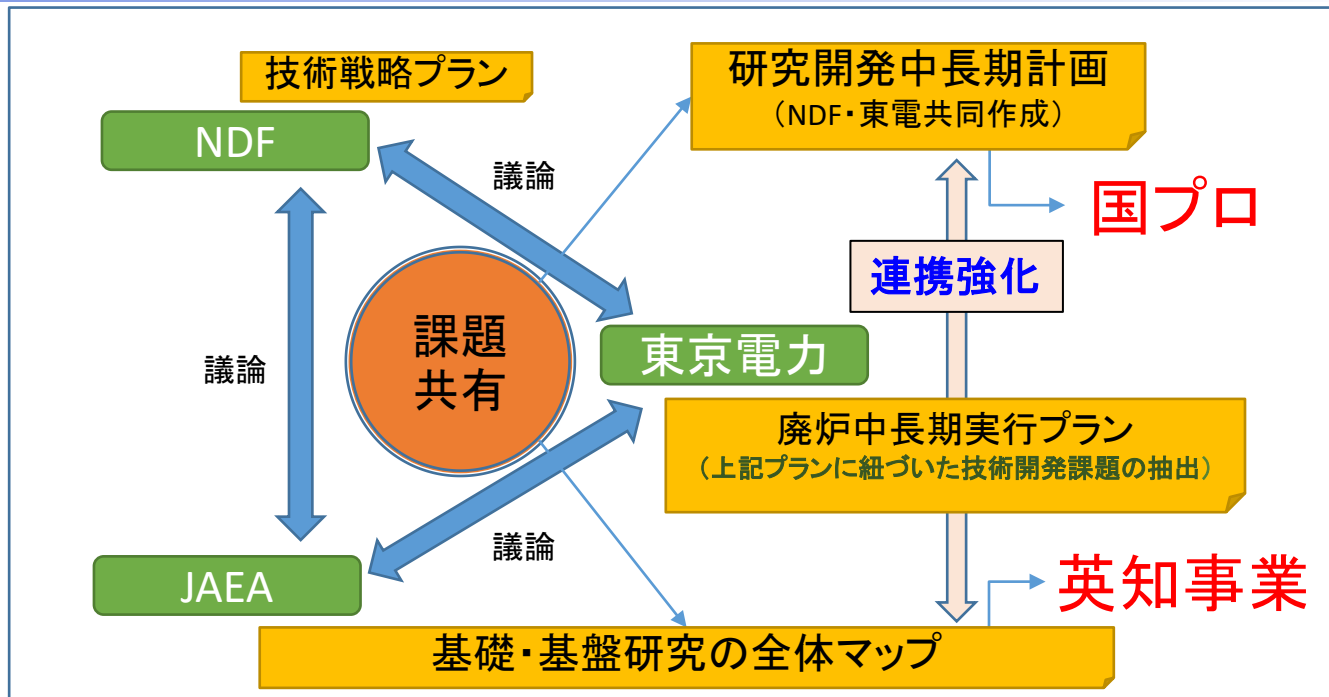 技術戦略プラン
研究開発中長期計画
（NDF・東電共同作成）
NDF
議論
国プロ
連携強化
課題
共有
東京電力
議論
廃炉中長期実行プラン
（上記プランに紐づいた技術開発課題の抽出）
議論
JAEA
英知事業
基礎・基盤研究の全体マップ